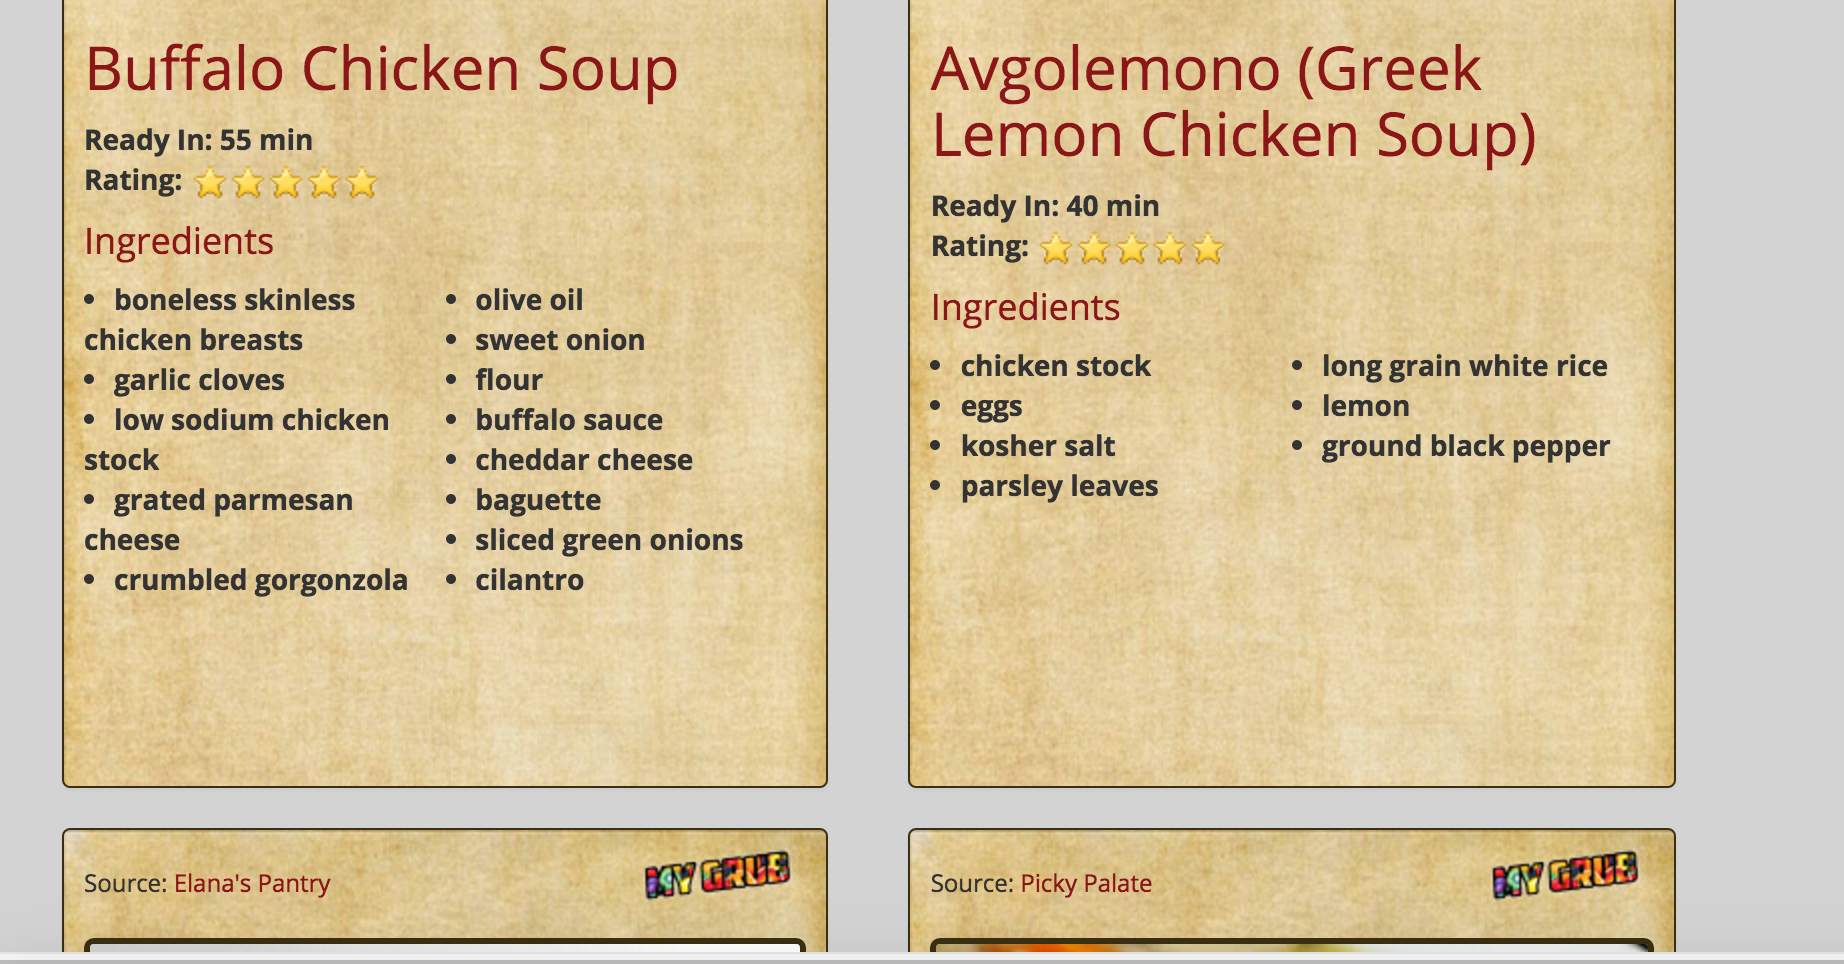 Buffalo Chicken Soup
Ready In: 55 min
Rating:
Ingredients
• boneless skinless
chicken breasts
• garlic cloves
• low sodium chicken
stock
• grated parmesan
cheese
• crumbled gorgonzola
• olive oil
• sweet onion
• flour
• buffalo sauce
• cheddar cheese
• baguette
• sliced green onions
• cilantro
Avgolemono (Greek
Lemon Chicken Soup)
Ready In: 40 min
Rating:
Ingredients
• chicken stock
• eggs
• kosher salt
• parsley leaves
• long grain white rice
• lemon
• ground black pepper
Source: Elana's Pantry
MY GRUB
Source: Picky Palate
MY GRUB